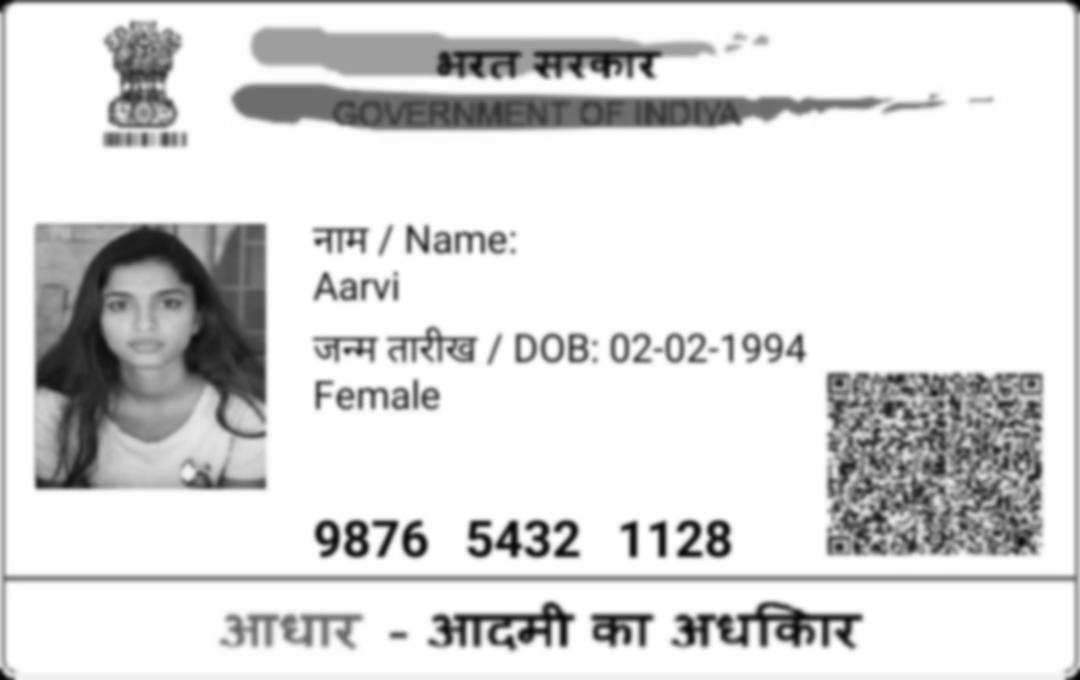 भरत सरकार
GOVERNMENT OF INDIYA
नाम / Name:
Aarvi
जन्म तारीख / DOB: 02-02-1994
Female
9876 5432 1128
आधार - आदमी का अधकिार